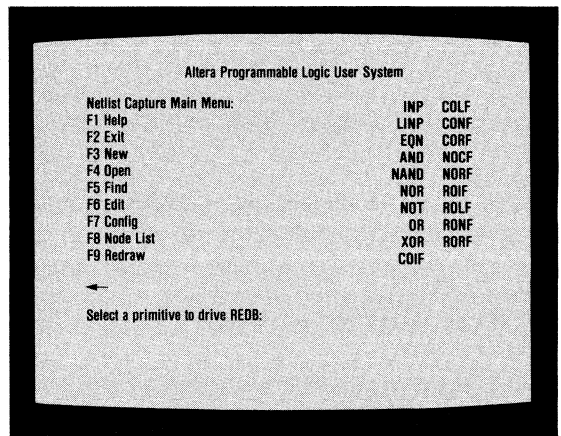 Altera Programmable Logic User System
Netlist Capture Main Menu:
F1 Help
F2 Exit
F3 New
F4 Open
F5 Find
F6 Edit
F7 Config
F8 Node List
F9 Redraw
INP COLF
LINP CONF
EQN CORF
AND NOCF
NAND NORF
NOR ROIF
NOT ROLF
OR RONF
XOR RORF
COIF
Select a primitive to drive REDB: